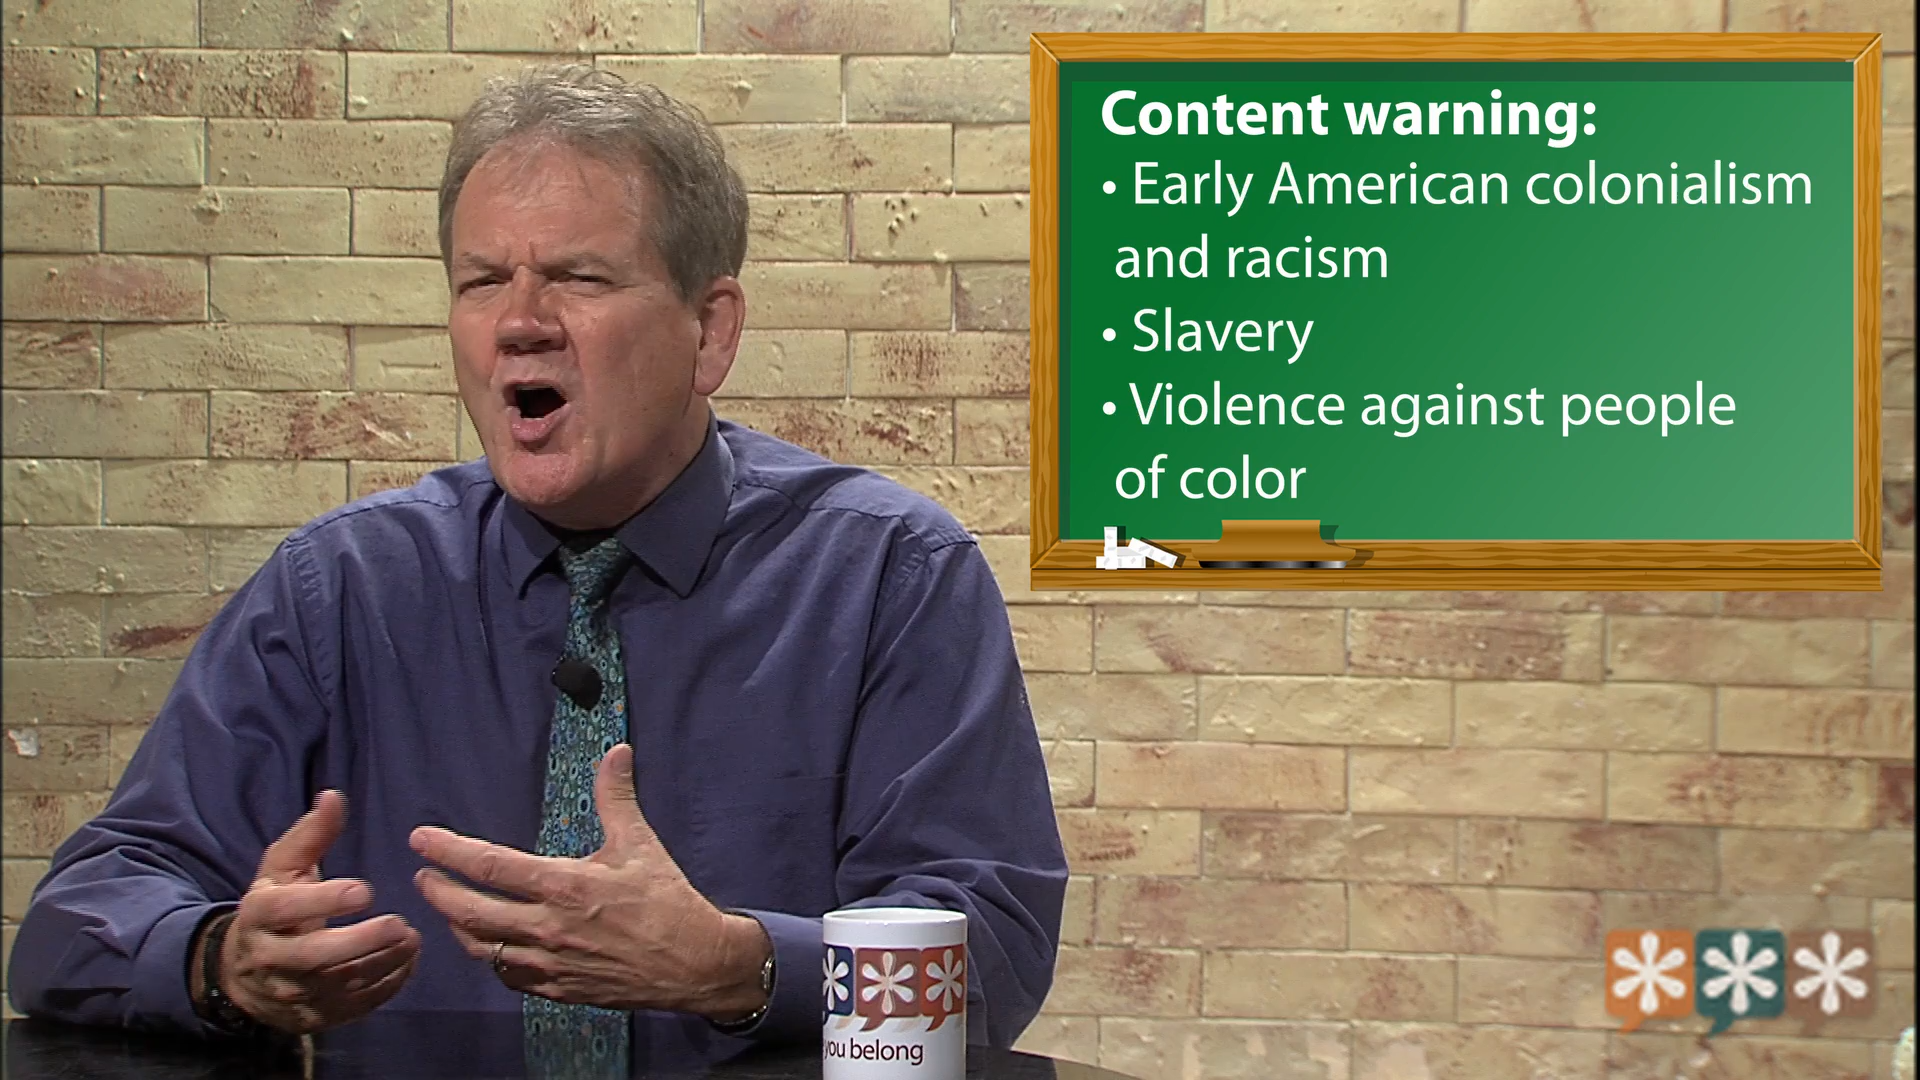 Content warning:
• Early American colonialism
and racism
• Slavery
• Violence against people
of color
you belong